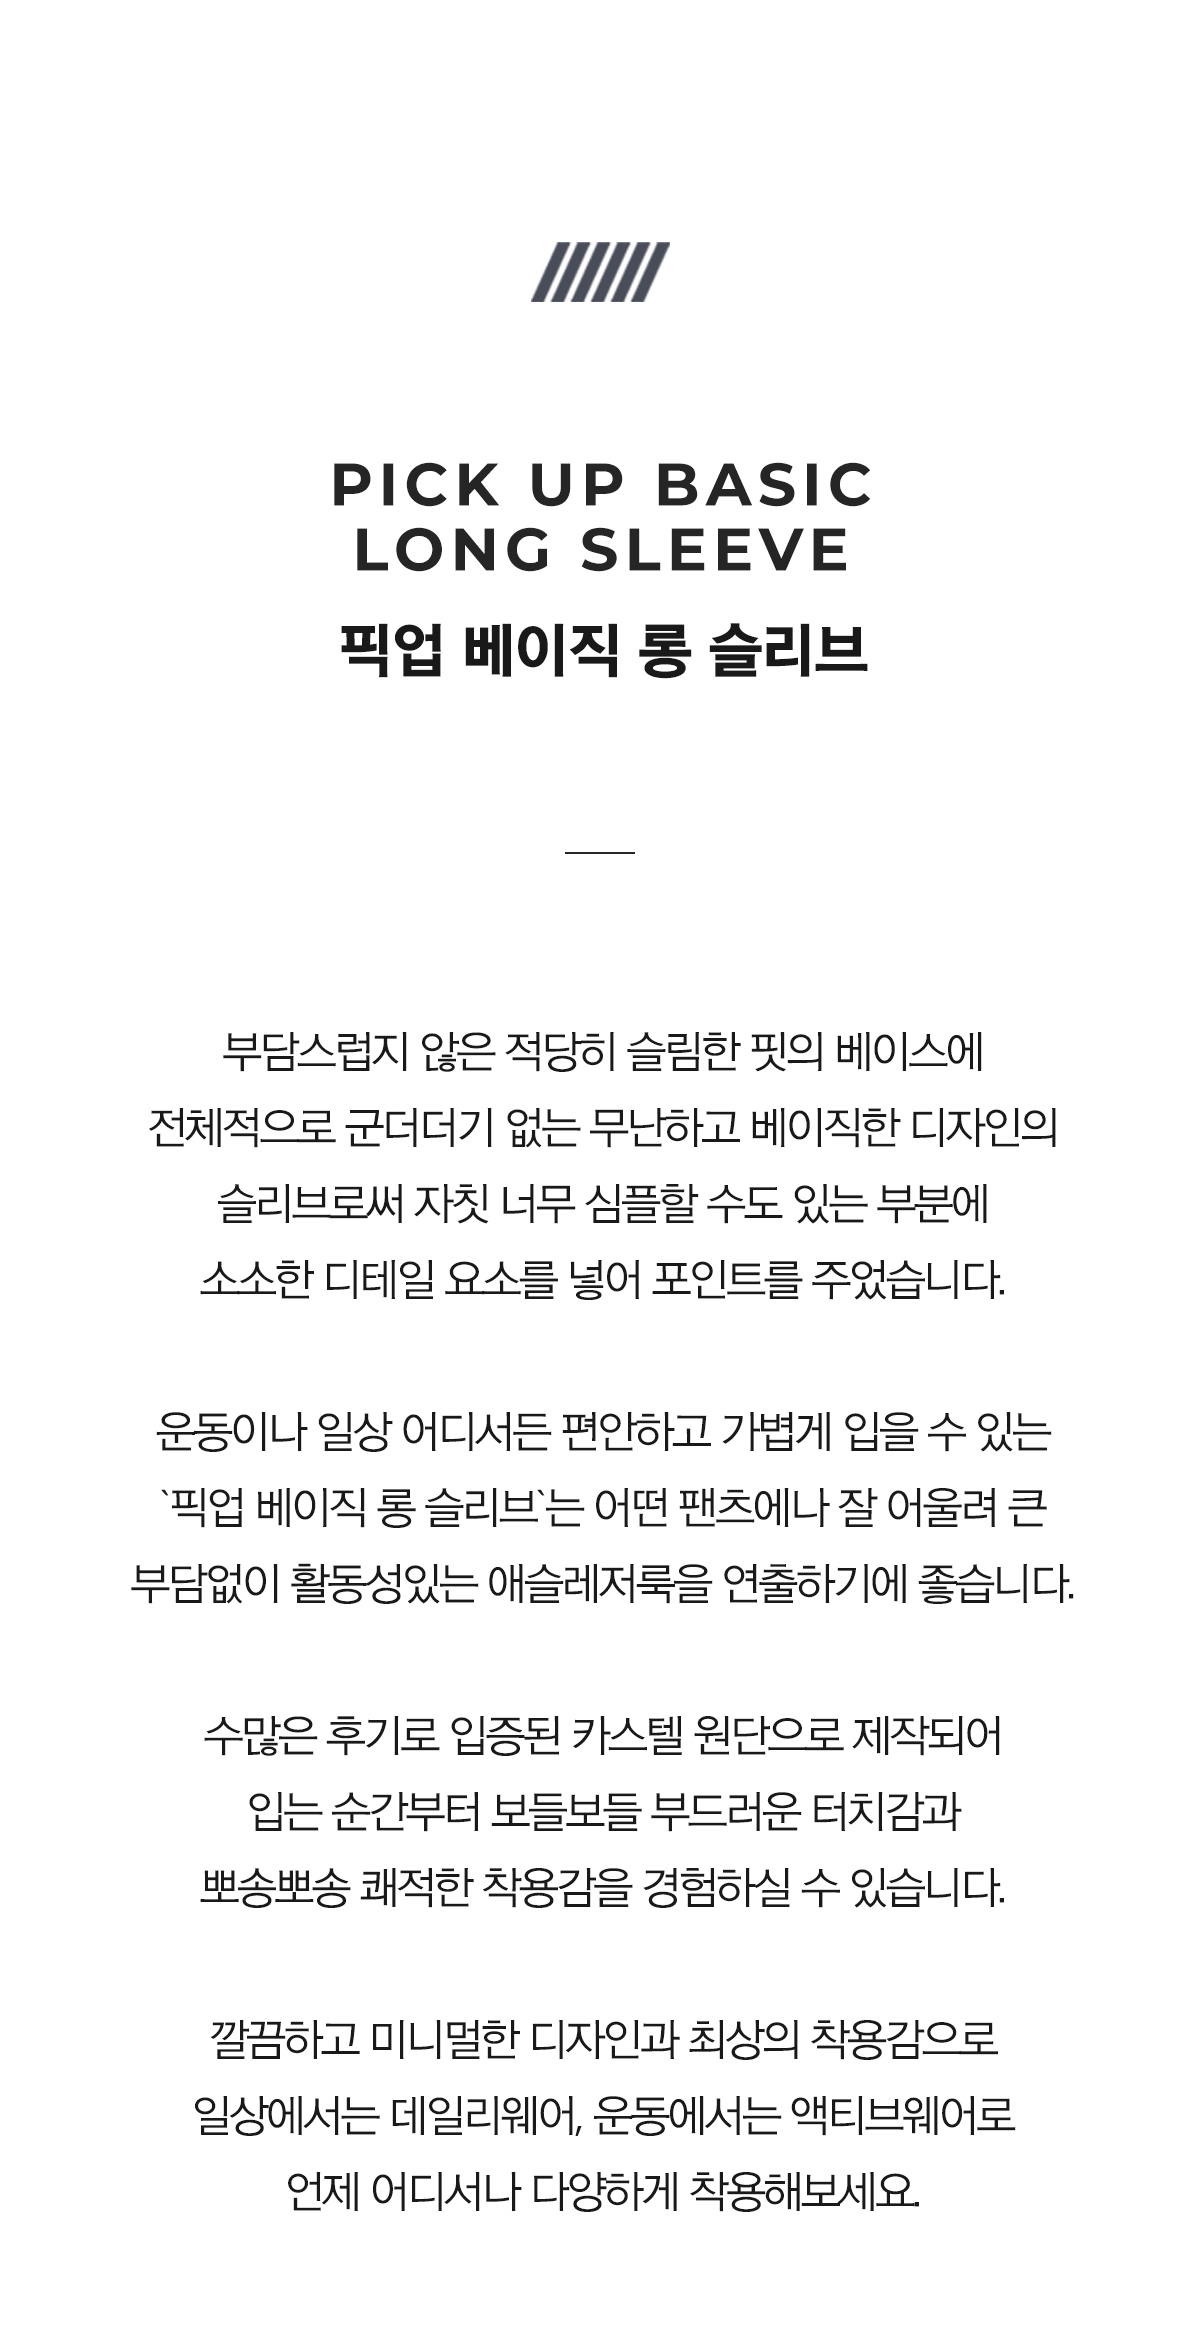 PICK UP BASIC
LONG SLEEVE
픽업 베이직 롱 슬리브
부담스럽지 않은 적당히 슬림한 핏의 베이스에
전체적으로 군더더기 없는 무난하고 베이직한 디자인의
슬리브로써 자칫 너무 심플할 수도 있는 부분에
소소한 디테일 요소를 넣어 포인트를 주었습니다.
운동이나 일상 어디서든 편안하고 가볍게 입을 수 있는
`픽업 베이직 롱 슬리브`는 어떤 팬츠에나 잘 어울려 큰
부담없이 활동성있는 애슬레저룩을 연출하기에 좋습니다.
수많은 후기로 입증된 카스텔 원단으로 제작되어
입는 순간부터 보들보들 부드러운 터치감과
뽀송뽀송 쾌적한 착용감을 경험하실 수 있습니다.
깔끔하고 미니멀한 디자인과 최상의 착용감으로
일상에서는 데일리웨어, 운동에서는 액티브웨어로
언제 어디서나 다양하게 착용해보세요.